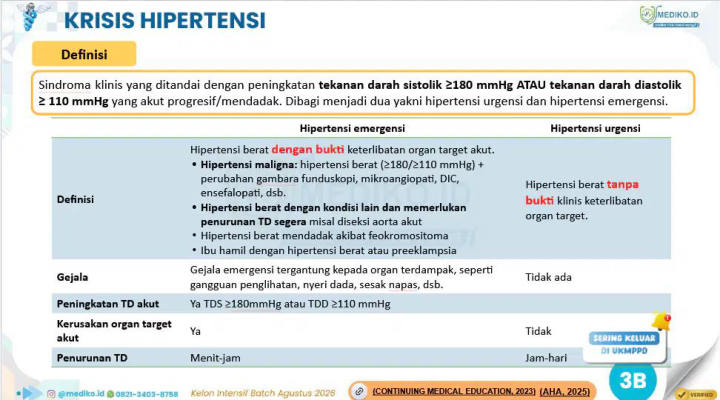 KRISIS HIPERTENSI
MEDIKO.ID
Definisi
Sindroma klinis yang ditandai dengan peningkatan tekanan darah sistolik ≥180 mmHg ATAU tekanan darah diastolik
≥ 110 mmHg yang akut progresif/mendadak. Dibagi menjadi dua yakni hipertensi urgensi dan hipertensi emergensi.
Hipertensi emergensi
Hipertensi urgensi
Definisi
Hipertensi berat dengan bukti keterlibatan organ target akut.
• Hipertensi maligna: hipertensi berat (≥180/≥110 mmHg) +
perubahan gambara funduskopi, mikroangiopati, DIC,
ensefalopati, dsb.
• Hipertensi berat dengan kondisi lain dan memerlukan
penurunan TD segera misal diseksi aorta akut
• Hipertensi berat mendadak akibat feokromositoma
• Ibu hamil dengan hipertensi berat atau preeklampsia
Hipertensi berat tanpa
bukti klinis keterlibatan
organ target.
Gejala
Gejala emergensi tergantung kepada organ terdampak, seperti
gangguan penglihatan, nyeri dada, sesak napas, dsb.
Tidak ada
Peningkatan TD akut
Ya TDS ≥180mmHg atau TDD ≥110 mmHg
Kerusakan organ target
akut
Ya
Tidak
Penurunan TD
Menit-jam
Jam-hari
SERING KELUAR
DI UKMPPD
3B
@mediko.id 0821-3403-8758
Kelon Intensif Batch Agustus 2026
(CONTINUING MEDICAL EDUCATION, 2023) (AHA, 2025)
VERIFIED
MEDIKO.ID